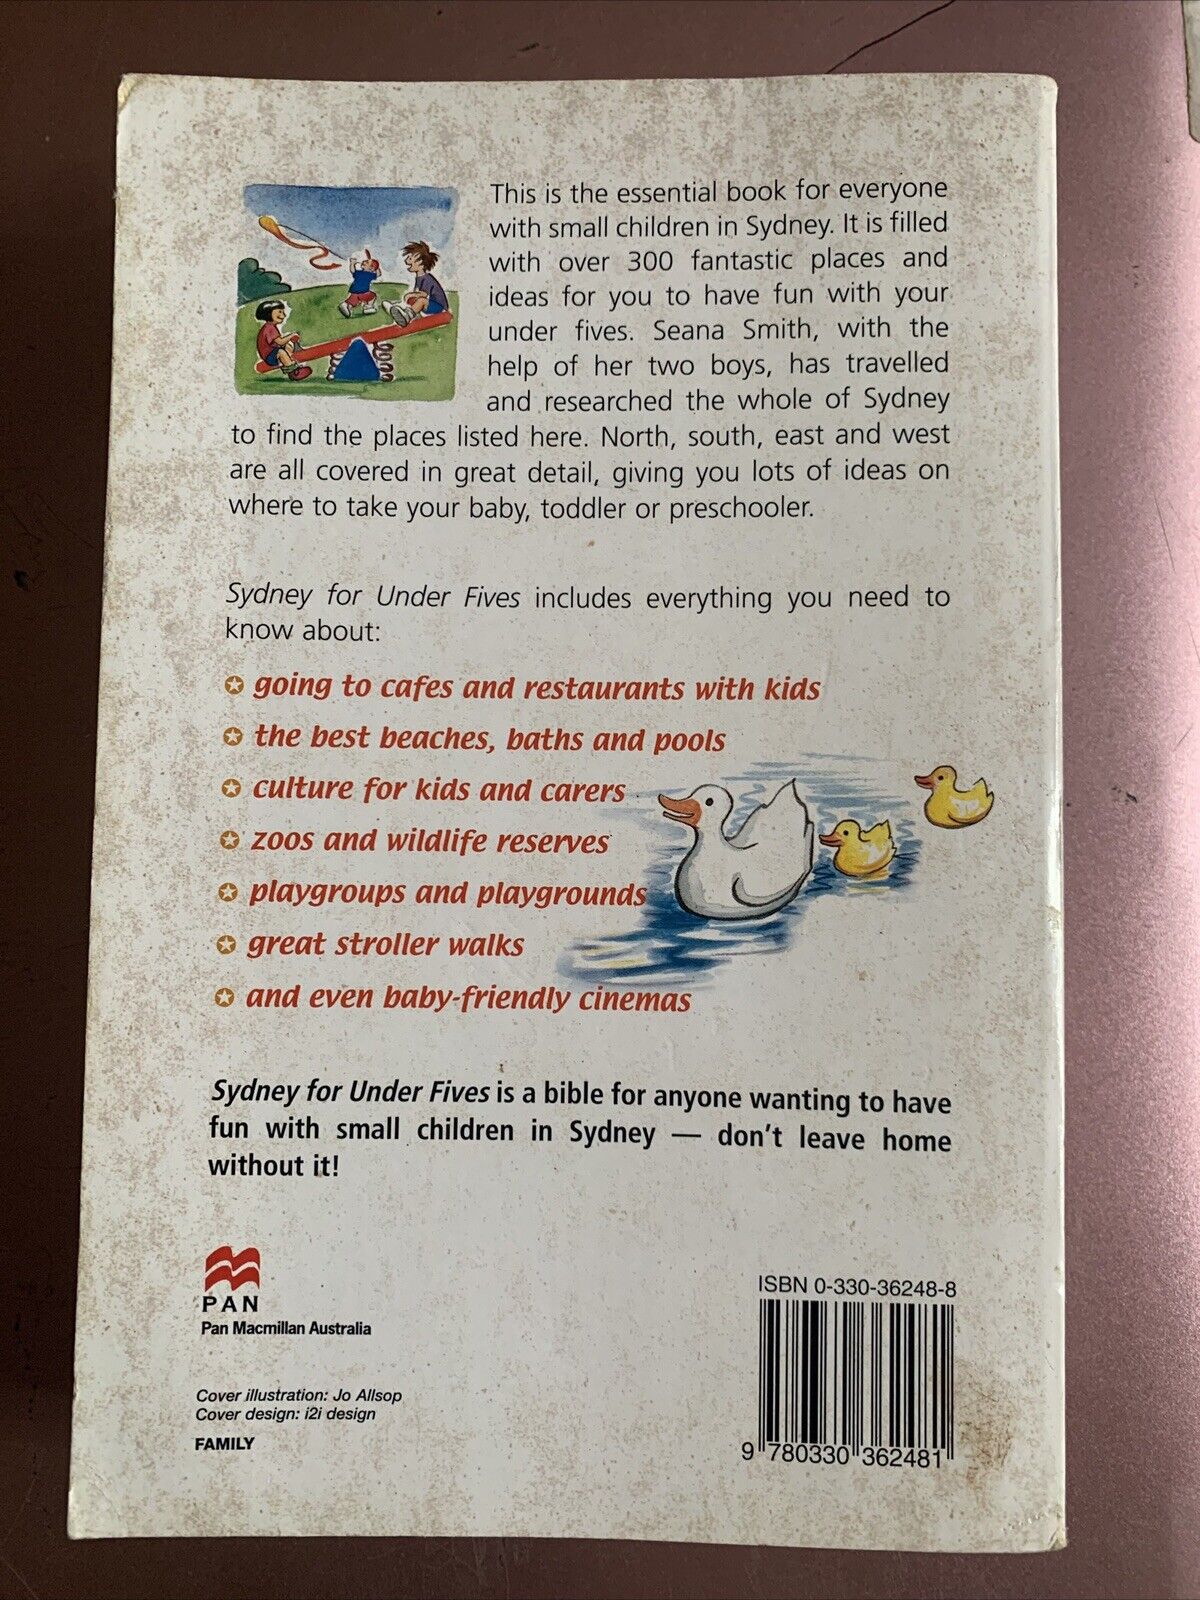 This is the essential book for everyone
with small children in Sydney. It is filled
with over 300 fantastic places and
ideas for you to have fun with your
under fives. Seana Smith, with the
help of her two boys, has travelled
and researched the whole of Sydney
to find the places listed here. North, south, east and west
are all covered in great detail, giving you lots of ideas on
where to take your baby, toddler or preschooler.
Sydney for Under Fives includes everything you need to
know about:
going to cafes and restaurants with kids
the best beaches, baths and pools
culture for kids and carers
zoos and wildlife reserves
playgroups and playgrounds
great stroller walks
and even baby-friendly cinemas
Sydney for Under Fives is a bible for anyone wanting to have
fun with small children in Sydney — don't leave home
without it!
PAN
Pan Macmillan Australia
Cover illustration: Jo Allsop
Cover design: i2i design
FAMILY
ISBN 0-330-36248-8
9 780330 362481